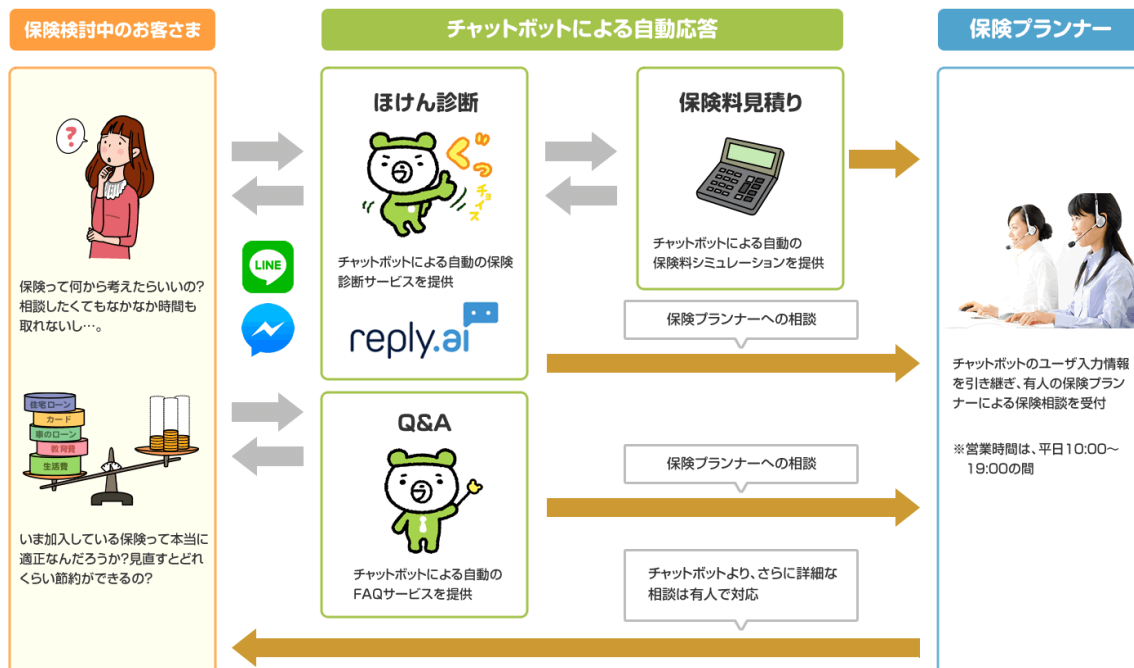 保険検討中のお客さま
チャットボットによる自動応答
保険プランナー
?
保険って何から考えたらいいの?
相談したくてもなかなか時間も
取れないし…。
住宅ローン
カード
車のローン
教育費
生活費
いま加入している保険って本当に
適正なんだろうか?見直すとどれ
くらい節約ができるの?
LINE
ほけん診断
ぐっ
チョイス
チャットボットによる自動の保険
診断サービスを提供
reply.ai
Q&A
チャットボットによる自動の
FAQサービスを提供
保険料見積り
チャットボットによる自動の
保険料シミュレーションを提供
保険プランナーへの相談
保険プランナーへの相談
チャットボットより、さらに詳細な
相談は有人で対応
チャットボットのユーザ入力情報
を引き継ぎ、有人の保険プラン
ナーによる保険相談を受付
※営業時間は、平日10:00〜
19:00の間